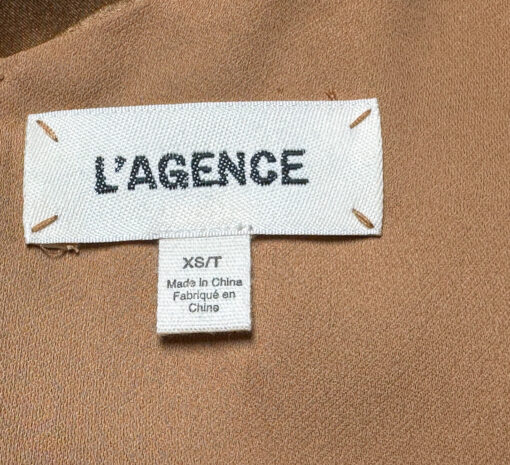 L'AGENCE
XS/T
Made in China
Fabriqué en
Chine